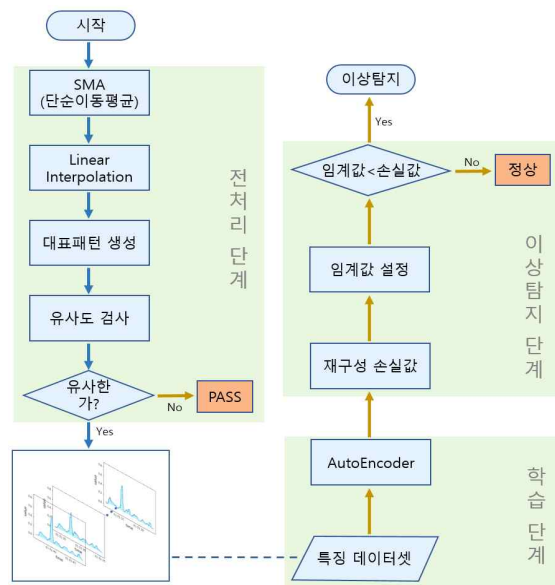 시작
SMA
(단순이동평균)
Linear
Interpolation
대표패턴 생성
유사도 검사
유사한
가?
No
PASS
Yes
전처리 단계
이상탐지
Yes
임계값<손실값
No
정상
임계값 설정
재구성 손실값
이상탐지 단계
AutoEncoder
특징 데이터셋
학습 단계